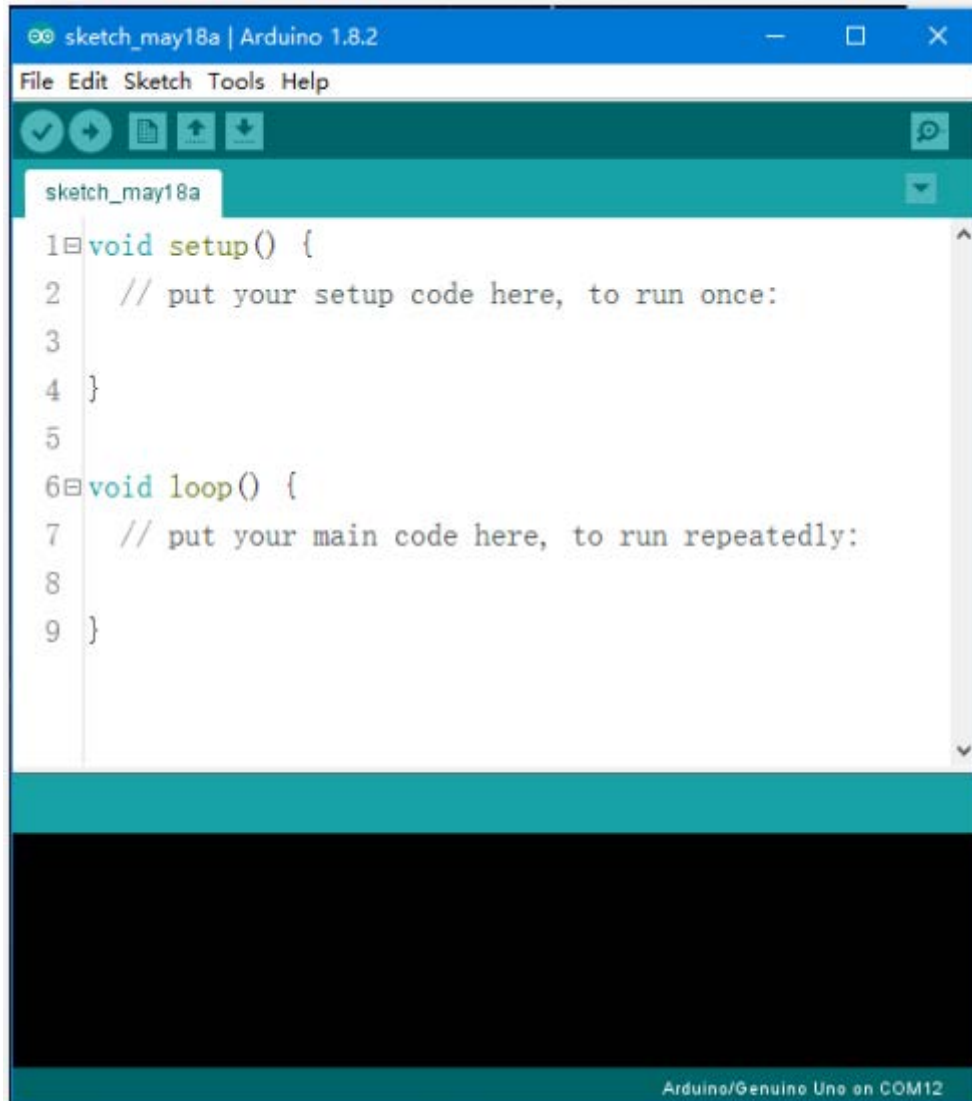 sketch_may18a | Arduino 1.8.2
File Edit Sketch Tools Help
sketch_may18a
1 void setup() {
2 // put your setup code here, to run once:
3
4 }
5
6 void loop() {
7 // put your main code here, to run repeatedly:
8
9 }
Arduino/Genuino Uno on COM12